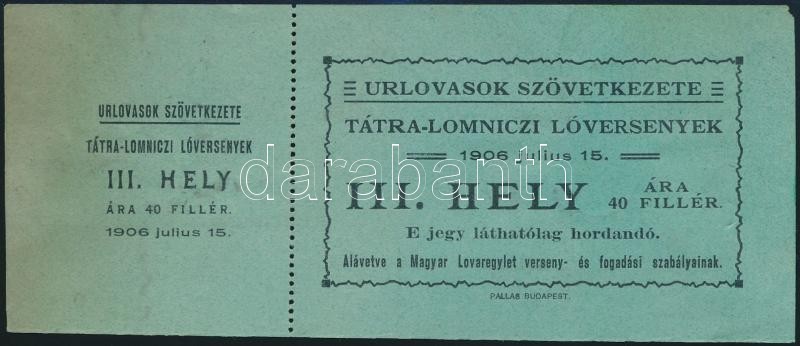 URLOVASOK SZÖVETKEZETE
TÁTRA-LOMNICZI LÓVERSENYEK
III. HELY
ÁRA 40 FILLÉR.
1906 julius 15.
URLOVASOK SZÖVETKEZETE
TÁTRA-LOMNICZI LÓVERSENYEK
1906 julius 15.
III. HELY
ÁRA
40 FILLÉR.
E jegy láthatólag hordandó.
Alávetve a Magyar Lovaregylet verseny- és fogadási szabályainak.
PALLAS BUDAPEST.
darabanth